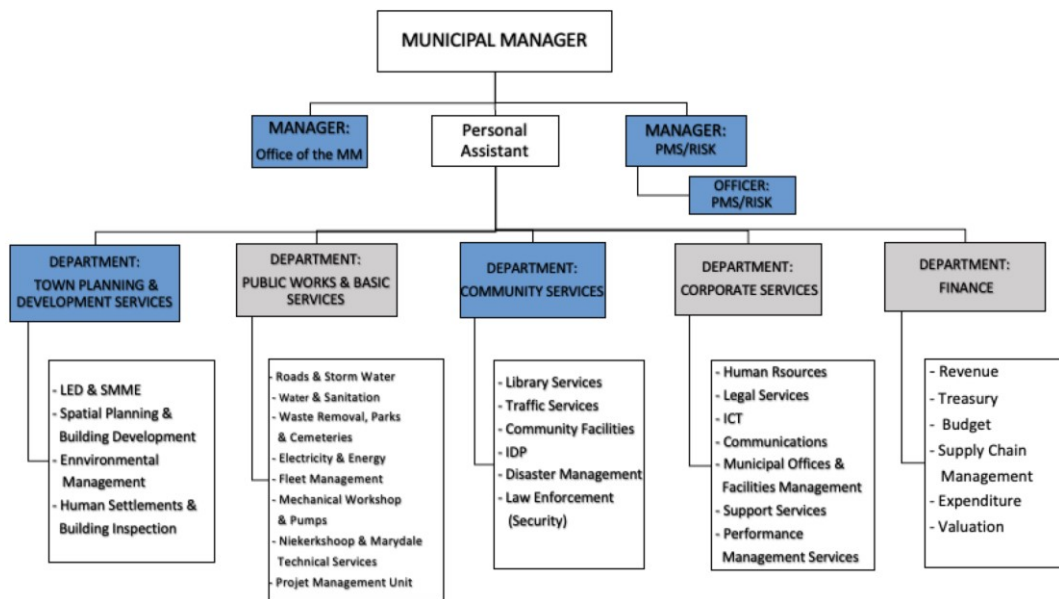 MUNICIPAL MANAGER
MANAGER:
Office of the MM
Personal
Assistant
MANAGER:
PMS/RISK
OFFICER:
PMS/RISK
DEPARTMENT:
TOWN PLANNING &
DEVELOPMENT SERVICES
DEPARTMENT:
PUBLIC WORKS & BASIC
SERVICES
DEPARTMENT:
COMMUNITY SERVICES
DEPARTMENT:
CORPORATE SERVICES
DEPARTMENT:
FINANCE
- LED & SMME
- Spatial Planning &
Building Development
- Ennvironmental
Management
- Human Settlements &
Building Inspection
- Roads & Storm Water
- Water & Sanitation
- Waste Removal, Parks
& Cemeteries
- Electricity & Energy
- Fleet Management
- Mechanical Workshop
& Pumps
- Niekerkshoop & Marydale
Technical Services
- Projet Management Unit
- Library Services
- Traffic Services
- Community Facilities
- IDP
- Disaster Management
- Law Enforcement
(Security)
- Human Rsources
- Legal Services
- ICT
- Communications
- Municipal Offices &
Facilities Management
- Support Services
- Performance
Management Services
- Revenue
- Treasury
- Budget
- Supply Chain
Management
- Expenditure
- Valuation